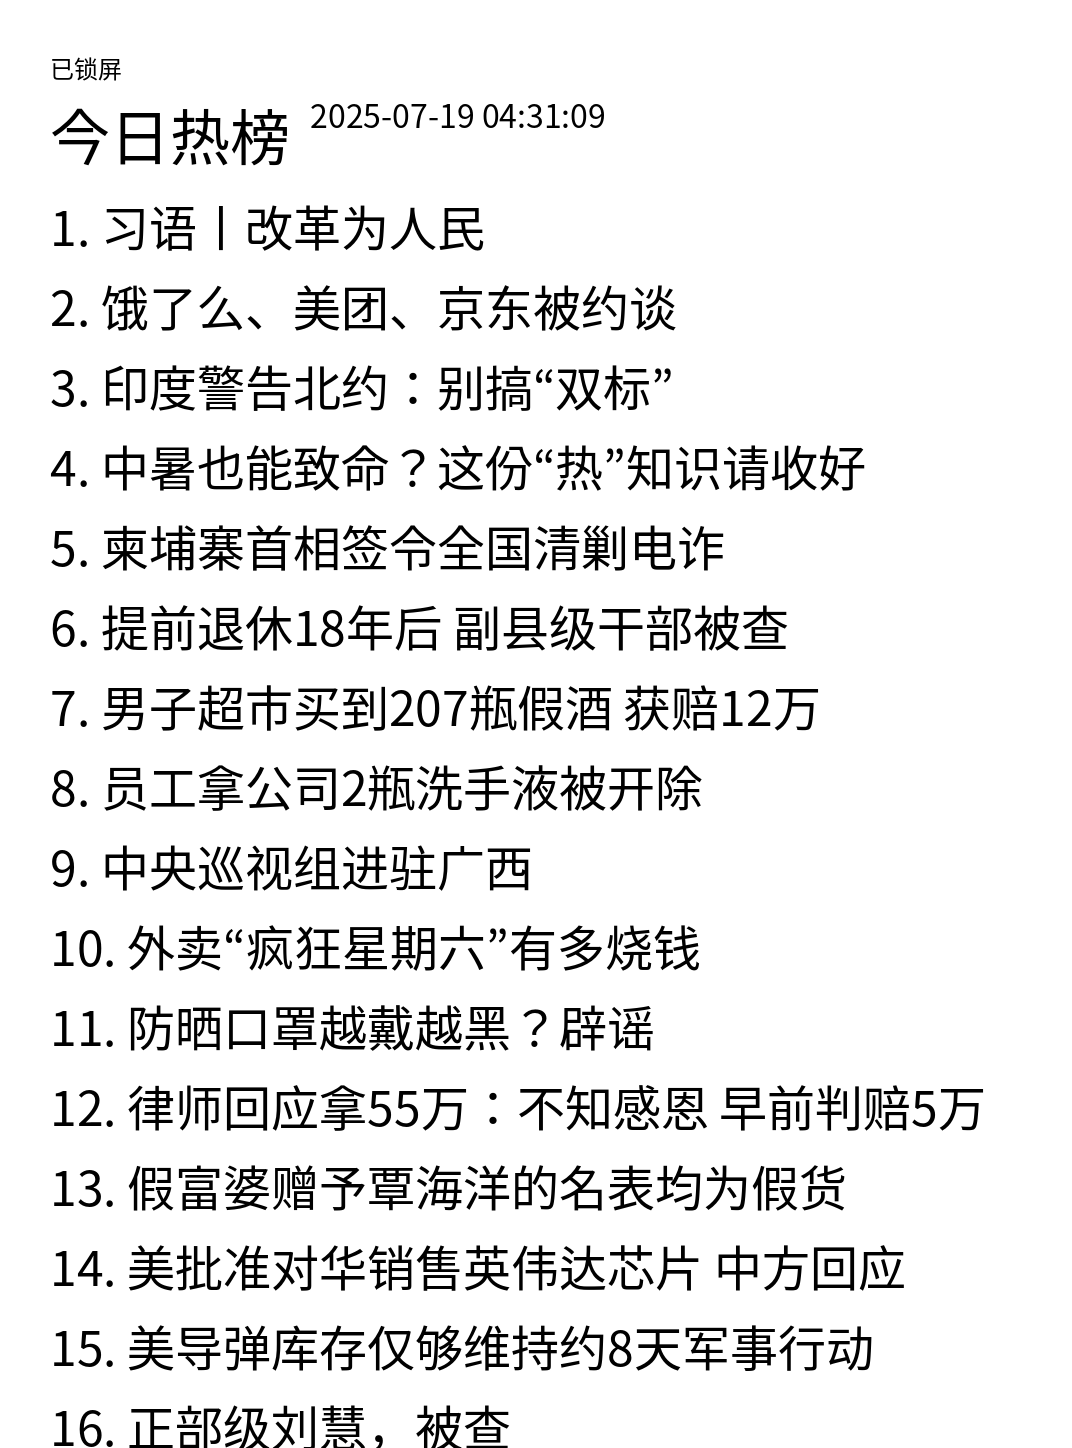 已锁屏
今日热榜 2025-07-19 04:31:09
1. 习语丨改革为人民
2. 饿了么、美团、京东被约谈
3. 印度警告北约：别搞“双标”
4. 中暑也能致命？这份“热”知识请收好
5. 柬埔寨首相签令全国清剿电诈
6. 提前退休18年后 副县级干部被查
7. 男子超市买到207瓶假酒 获赔12万
8. 员工拿公司2瓶洗手液被开除
9. 中央巡视组进驻广西
10. 外卖“疯狂星期六”有多烧钱
11. 防晒口罩越戴越黑？辟谣
12. 律师回应拿55万：不知感恩 早前判赔5万
13. 假富婆赠予覃海洋的名表均为假货
14. 美批准对华销售英伟达芯片 中方回应
15. 美导弹库存仅够维持约8天军事行动
16. 正部级刘慧，被查